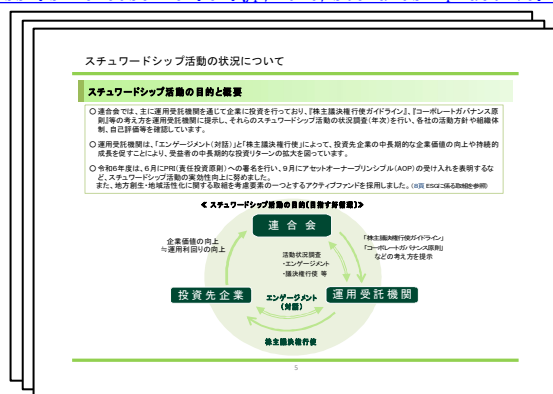 スチュワードシップ活動の状況について
スチュワードシップ活動の目的と概要
○ 連合会では、主に運用受託機関を通じて企業に投資を行っており、『株主議決権行使ガイドライン』、『コーポレートガバナンス原
則』等の考え方を運用受託機関に提示し、それらのスチュワードシップ活動の状況調査(年次)を行い、各社の活動方針や組織体
制、自己評価等を確認しています。
○ 運用受託機関は、「エンゲージメント(対話)」と「株主議決権行使」によって、投資先企業の中長期的な企業価値の向上や持続的
成長を促すことにより、受益者の中長期的な投資リターンの拡大を図っています。
○ 令和6年度は、6月にPRI(責任投資原則)への署名を行い、9月にアセットオーナープリンシプル(AOP)の受け入れを表明するな
ど、スチュワードシップ活動の実効性向上に努めました。
また、地方創生・地域活性化に関する取組を考慮要素の一つとするアクティブファンドを採用しました。(8頁 ESGに係る取組を参照)
≪ スチュワードシップ活動の目的(目指す好循環)≫
連合会
企業価値の向上
≒運用利回りの向上
活動状況調査
・エンゲージメント
・議決権行使 等
「株主議決権行使ガイドライン」
「コーポレートガバナンス原則」
などの考え方を提示
投資先企業
エンゲージメント
(対話)
運用受託機関
株主議決権行使
5